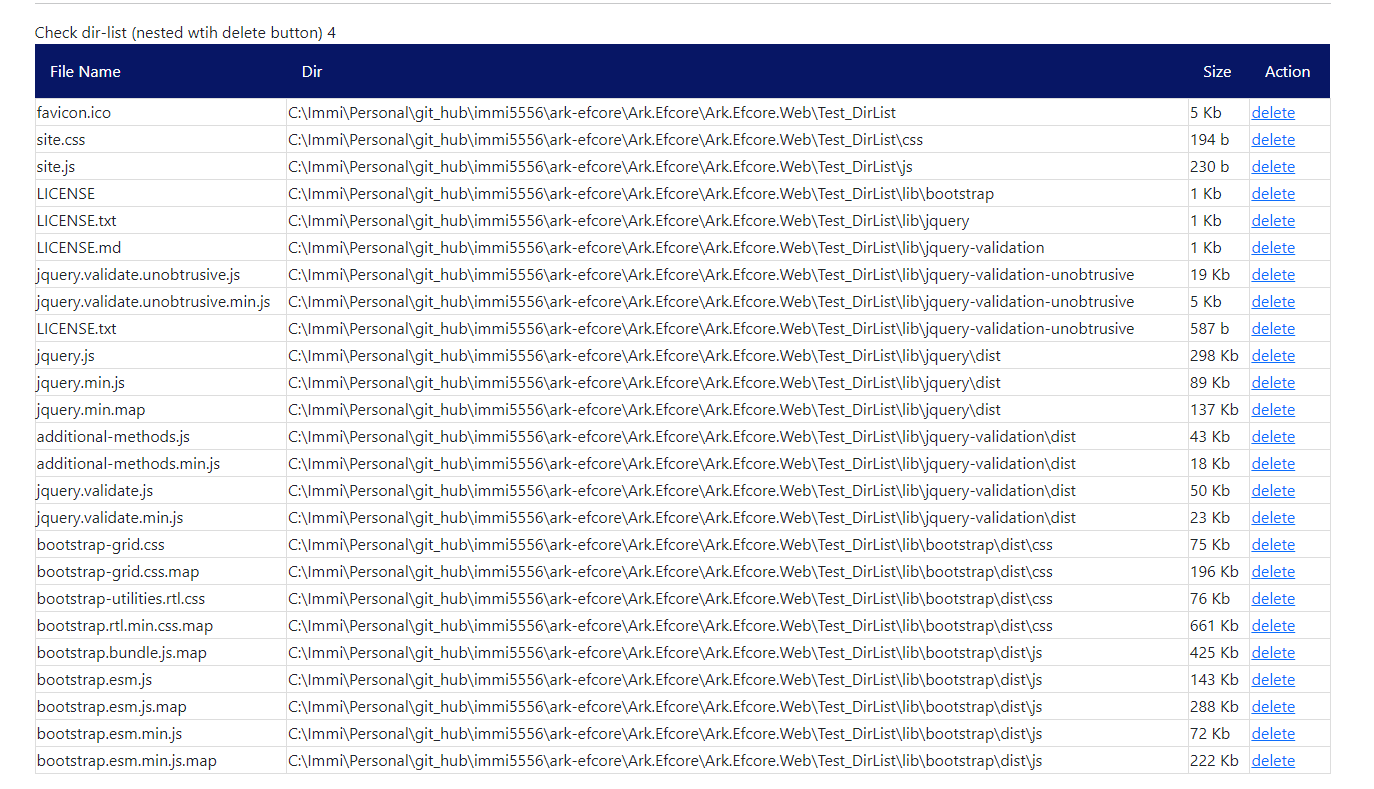 Check dir-list (nested wtih delete button) 4
File Name Dir Size Action
favicon.ico C:\Immi\Personal\git_hub\immi5556\ark-efcore\Ark.Efcore\Ark.Efcore.Web\Test_DirList 5 Kb delete
site.css C:\Immi\Personal\git_hub\immi5556\ark-efcore\Ark.Efcore\Ark.Efcore.Web\Test_DirList\css 194 b delete
site.js C:\Immi\Personal\git_hub\immi5556\ark-efcore\Ark.Efcore\Ark.Efcore.Web\Test_DirList\js 230 b delete
LICENSE C:\Immi\Personal\git_hub\immi5556\ark-efcore\Ark.Efcore\Ark.Efcore.Web\Test_DirList\lib\bootstrap 1 Kb delete
LICENSE.txt C:\Immi\Personal\git_hub\immi5556\ark-efcore\Ark.Efcore\Ark.Efcore.Web\Test_DirList\lib\jquery 1 Kb delete
LICENSE.md C:\Immi\Personal\git_hub\immi5556\ark-efcore\Ark.Efcore\Ark.Efcore.Web\Test_DirList\lib\jquery-validation 1 Kb delete
jquery.validate.unobtrusive.js C:\Immi\Personal\git_hub\immi5556\ark-efcore\Ark.Efcore\Ark.Efcore.Web\Test_DirList\lib\jquery-validation-unobtrusive 19 Kb delete
jquery.validate.unobtrusive.min.js C:\Immi\Personal\git_hub\immi5556\ark-efcore\Ark.Efcore\Ark.Efcore.Web\Test_DirList\lib\jquery-validation-unobtrusive 5 Kb delete
LICENSE.txt C:\Immi\Personal\git_hub\immi5556\ark-efcore\Ark.Efcore\Ark.Efcore.Web\Test_DirList\lib\jquery-validation-unobtrusive 587 b delete
jquery.js C:\Immi\Personal\git_hub\immi5556\ark-efcore\Ark.Efcore\Ark.Efcore.Web\Test_DirList\lib\jquery\dist 298 Kb delete
jquery.min.js C:\Immi\Personal\git_hub\immi5556\ark-efcore\Ark.Efcore\Ark.Efcore.Web\Test_DirList\lib\jquery\dist 89 Kb delete
jquery.min.map C:\Immi\Personal\git_hub\immi5556\ark-efcore\Ark.Efcore\Ark.Efcore.Web\Test_DirList\lib\jquery\dist 137 Kb delete
additional-methods.js C:\Immi\Personal\git_hub\immi5556\ark-efcore\Ark.Efcore\Ark.Efcore.Web\Test_DirList\lib\jquery-validation\dist 43 Kb delete
additional-methods.min.js C:\Immi\Personal\git_hub\immi5556\ark-efcore\Ark.Efcore\Ark.Efcore.Web\Test_DirList\lib\jquery-validation\dist 18 Kb delete
jquery.validate.js C:\Immi\Personal\git_hub\immi5556\ark-efcore\Ark.Efcore\Ark.Efcore.Web\Test_DirList\lib\jquery-validation\dist 50 Kb delete
jquery.validate.min.js C:\Immi\Personal\git_hub\immi5556\ark-efcore\Ark.Efcore\Ark.Efcore.Web\Test_DirList\lib\jquery-validation\dist 23 Kb delete
bootstrap-grid.css C:\Immi\Personal\git_hub\immi5556\ark-efcore\Ark.Efcore\Ark.Efcore.Web\Test_DirList\lib\bootstrap\dist\css 75 Kb delete
bootstrap-grid.css.map C:\Immi\Personal\git_hub\immi5556\ark-efcore\Ark.Efcore\Ark.Efcore.Web\Test_DirList\lib\bootstrap\dist\css 196 Kb delete
bootstrap-utilities.rtl.css C:\Immi\Personal\git_hub\immi5556\ark-efcore\Ark.Efcore\Ark.Efcore.Web\Test_DirList\lib\bootstrap\dist\css 76 Kb delete
bootstrap.rtl.min.css.map C:\Immi\Personal\git_hub\immi5556\ark-efcore\Ark.Efcore\Ark.Efcore.Web\Test_DirList\lib\bootstrap\dist\css 661 Kb delete
bootstrap.bundle.js.map C:\Immi\Personal\git_hub\immi5556\ark-efcore\Ark.Efcore\Ark.Efcore.Web\Test_DirList\lib\bootstrap\dist\js 425 Kb delete
bootstrap.esm.js C:\Immi\Personal\git_hub\immi5556\ark-efcore\Ark.Efcore\Ark.Efcore.Web\Test_DirList\lib\bootstrap\dist\js 143 Kb delete
bootstrap.esm.js.map C:\Immi\Personal\git_hub\immi5556\ark-efcore\Ark.Efcore\Ark.Efcore.Web\Test_DirList\lib\bootstrap\dist\js 288 Kb delete
bootstrap.esm.min.js C:\Immi\Personal\git_hub\immi5556\ark-efcore\Ark.Efcore\Ark.Efcore.Web\Test_DirList\lib\bootstrap\dist\js 72 Kb delete
bootstrap.esm.min.js.map C:\Immi\Personal\git_hub\immi5556\ark-efcore\Ark.Efcore\Ark.Efcore.Web\Test_DirList\lib\bootstrap\dist\js 222 Kb delete